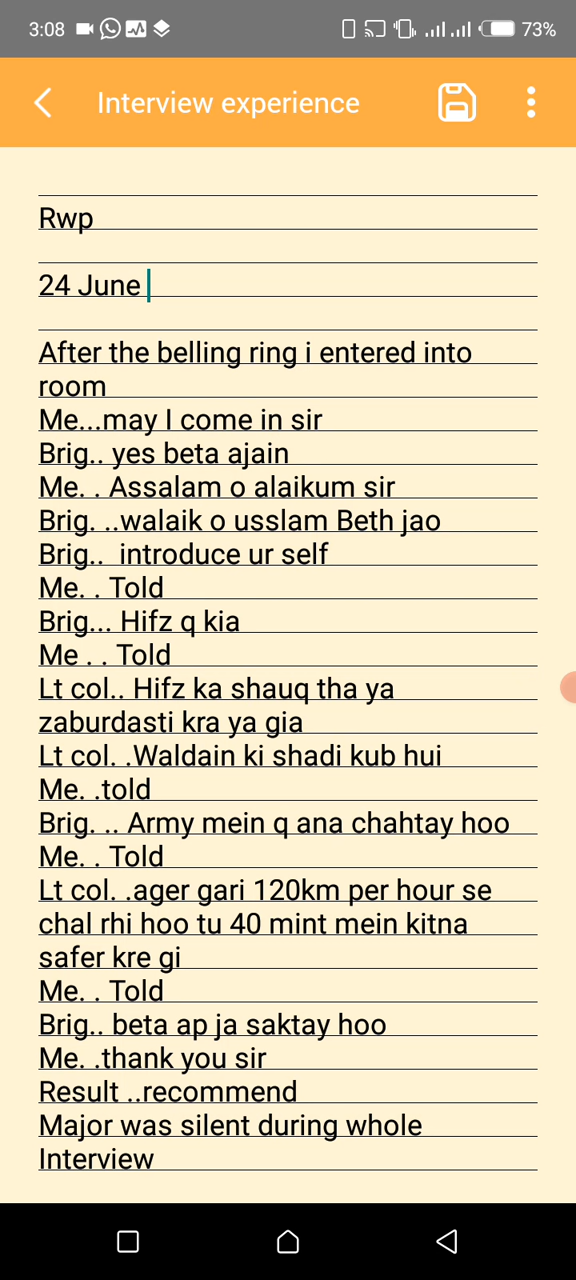 3:08
73%
Interview experience
Rwp
24 June
After the belling ring i entered into
room
Me...may I come in sir
Brig.. yes beta ajain
Me. . Assalam o alaikum sir
Brig. ..walaik o usslam Beth jao
Brig..  introduce ur self
Me. . Told
Brig... Hifz q kia
Me . . Told
Lt col.. Hifz ka shauq tha ya
zaburdasti kra ya gia
Lt col. .Waldain ki shadi kub hui
Me. .told
Brig. .. Army mein q ana chahtay hoo
Me. . Told
Lt col. .ager gari 120km per hour se
chal rhi hoo tu 40 mint mein kitna
safer kre gi
Me. . Told
Brig.. beta ap ja saktay hoo
Me. .thank you sir
Result ..recommend
Major was silent during whole
Interview